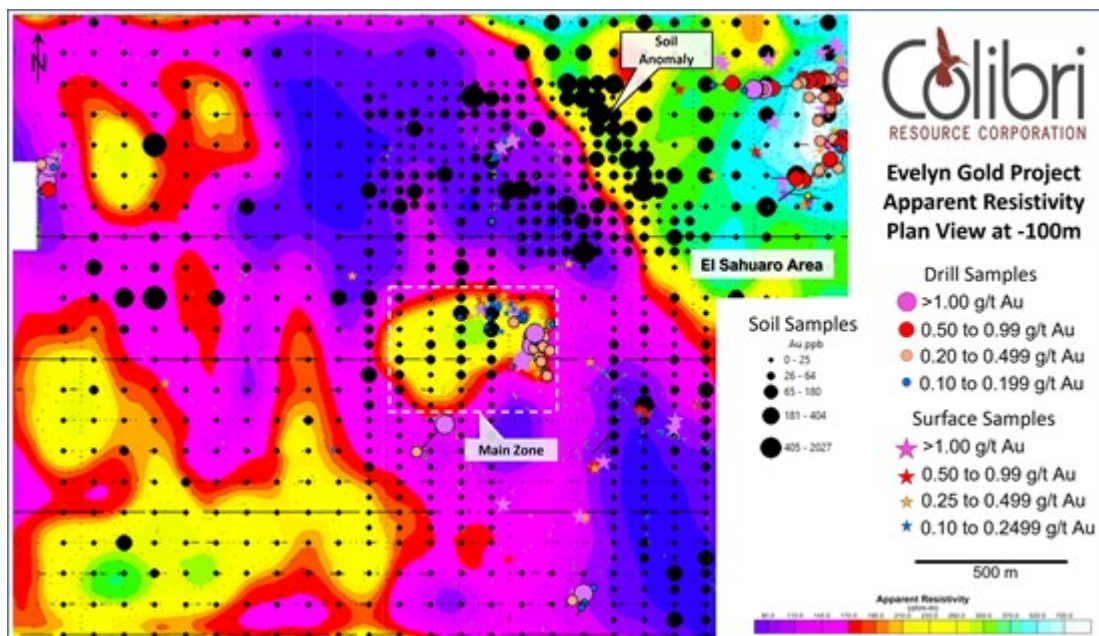 N
Soil
Anomaly
El Sahuaro Area
Main Zone
Colibri
RESOURCE CORPORATION
Evelyn Gold Project
Apparent Resistivity
Plan View at -100m
Drill Samples
>1.00 g/t Au
0.50 to 0.99 g/t Au
0.20 to 0.499 g/t Au
0.10 to 0.199 g/t Au
Surface Samples
>1.00 g/t Au
0.50 to 0.99 g/t Au
0.25 to 0.499 g/t Au
0.10 to 0.2499 g/t Au
Soil Samples
Au ppb
0 - 25
26 - 64
65 - 180
181 - 404
405 - 2027
500 m
Apparent Resistivity
(ohm-m)